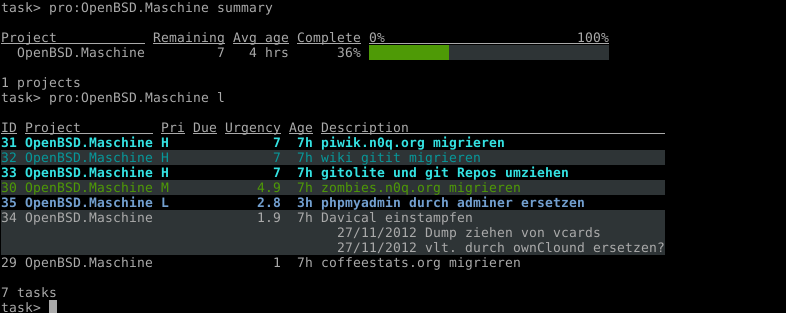 task> pro:OpenBSD.Maschine summary
Project Remaining Avg age Complete 0% 100%
OpenBSD.Maschine 7 4 hrs 36%
1 projects
task> pro:OpenBSD.Maschine l
ID Project Pri Due Urgency Age Description
31 OpenBSD.Maschine H 7 7h piwik.n0q.org migrieren
32 OpenBSD.Maschine H 7 7h wiki gitit migrieren
33 OpenBSD.Maschine H 7 7h gitolite und git Repos umziehen
30 OpenBSD.Maschine M 4.9 7h zombies.n0q.org migrieren
35 OpenBSD.Maschine L 2.8 3h phpmyadmin durch adminer ersetzen
34 OpenBSD.Maschine 1.9 7h Davical einstampfen
27/11/2012 Dump ziehen von vcards
27/11/2012 vlt. durch ownClound ersetzen?
29 OpenBSD.Maschine 1 7h coffeestats.org migrieren
7 tasks
task>